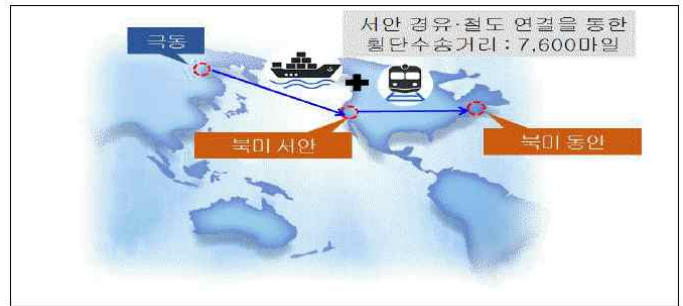 극동
서안 경유·철도 연결을 통한
횡단수송거리 : 7,600마일
북미 서안
북미 동안